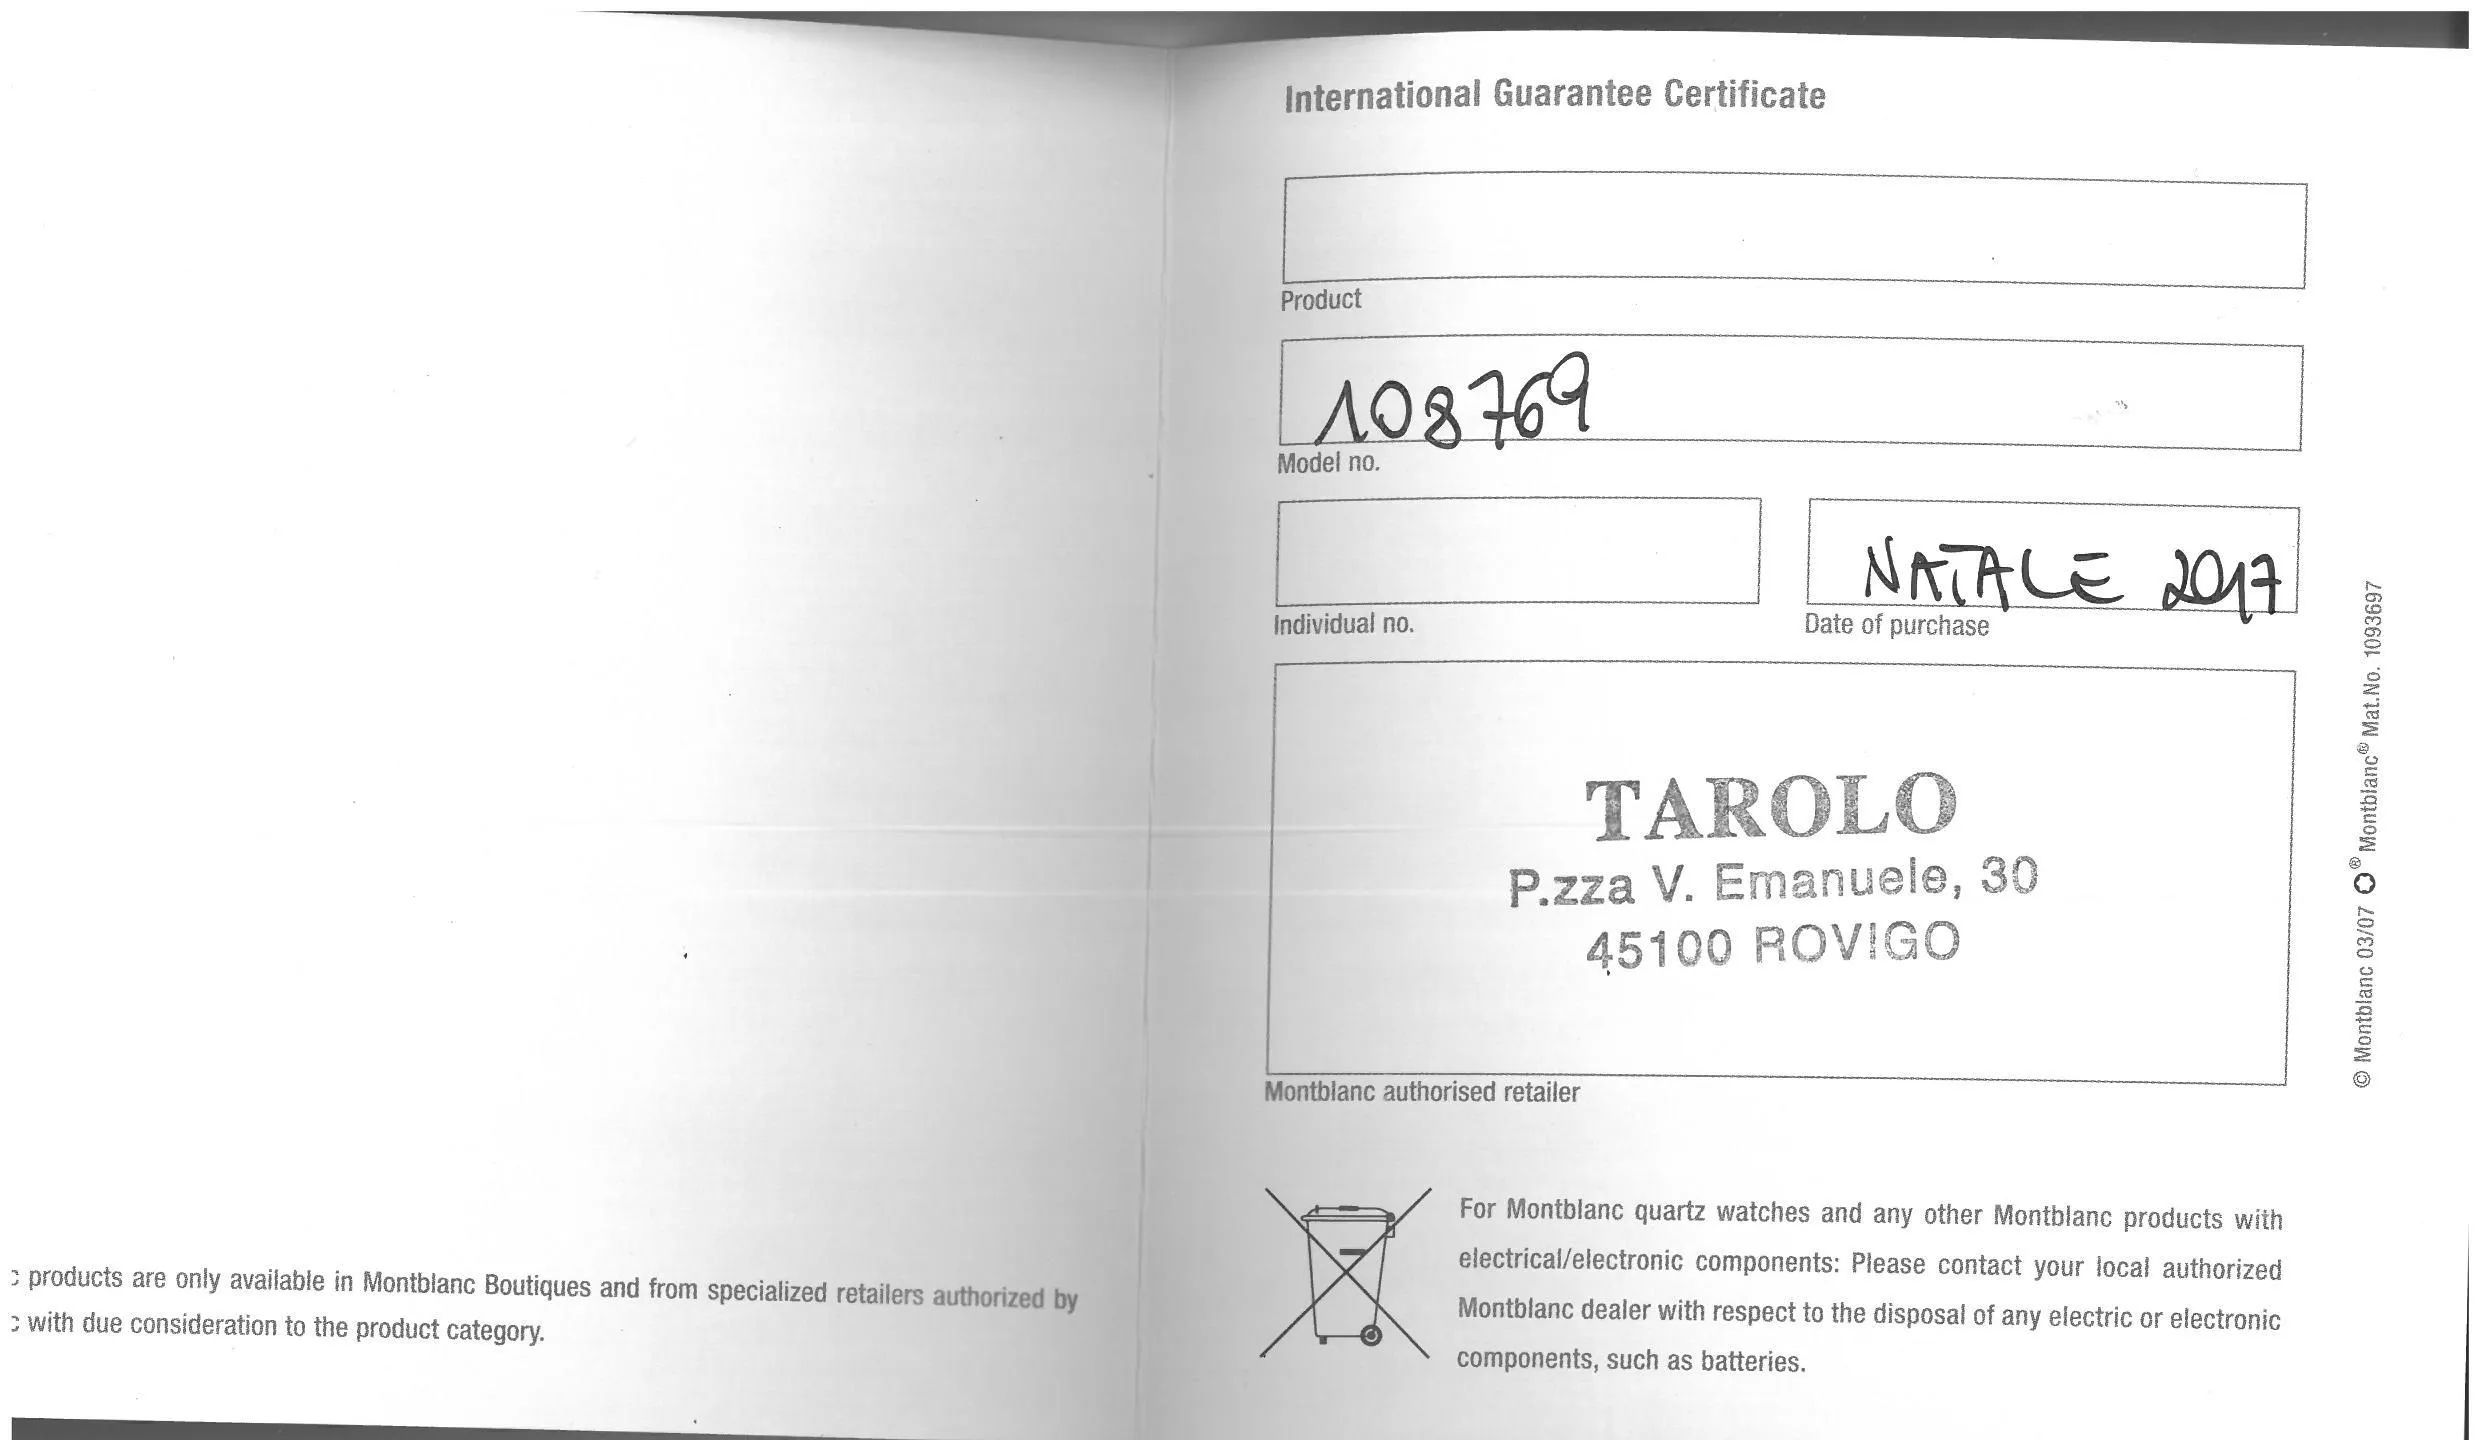 products are only available in Montblanc Boutiques and from specialized retailers authorized by
with due consideration to the product category.
International Guarantee Certificate
Product
108769
Model no.
Individual no.
NATALE 2017
Date of purchase
TAROLO
P.zza V. Emanuele, 30
45100 ROVIGO
Montblanc authorised retailer
For Montblanc quartz watches and any other Montblanc products with
electrical/electronic components: Please contact your local authorized
Montblanc dealer with respect to the disposal of any electric or electronic
components, such as batteries.
© Montblanc 03/07 ® Montblanc® Mat.No. 1093697